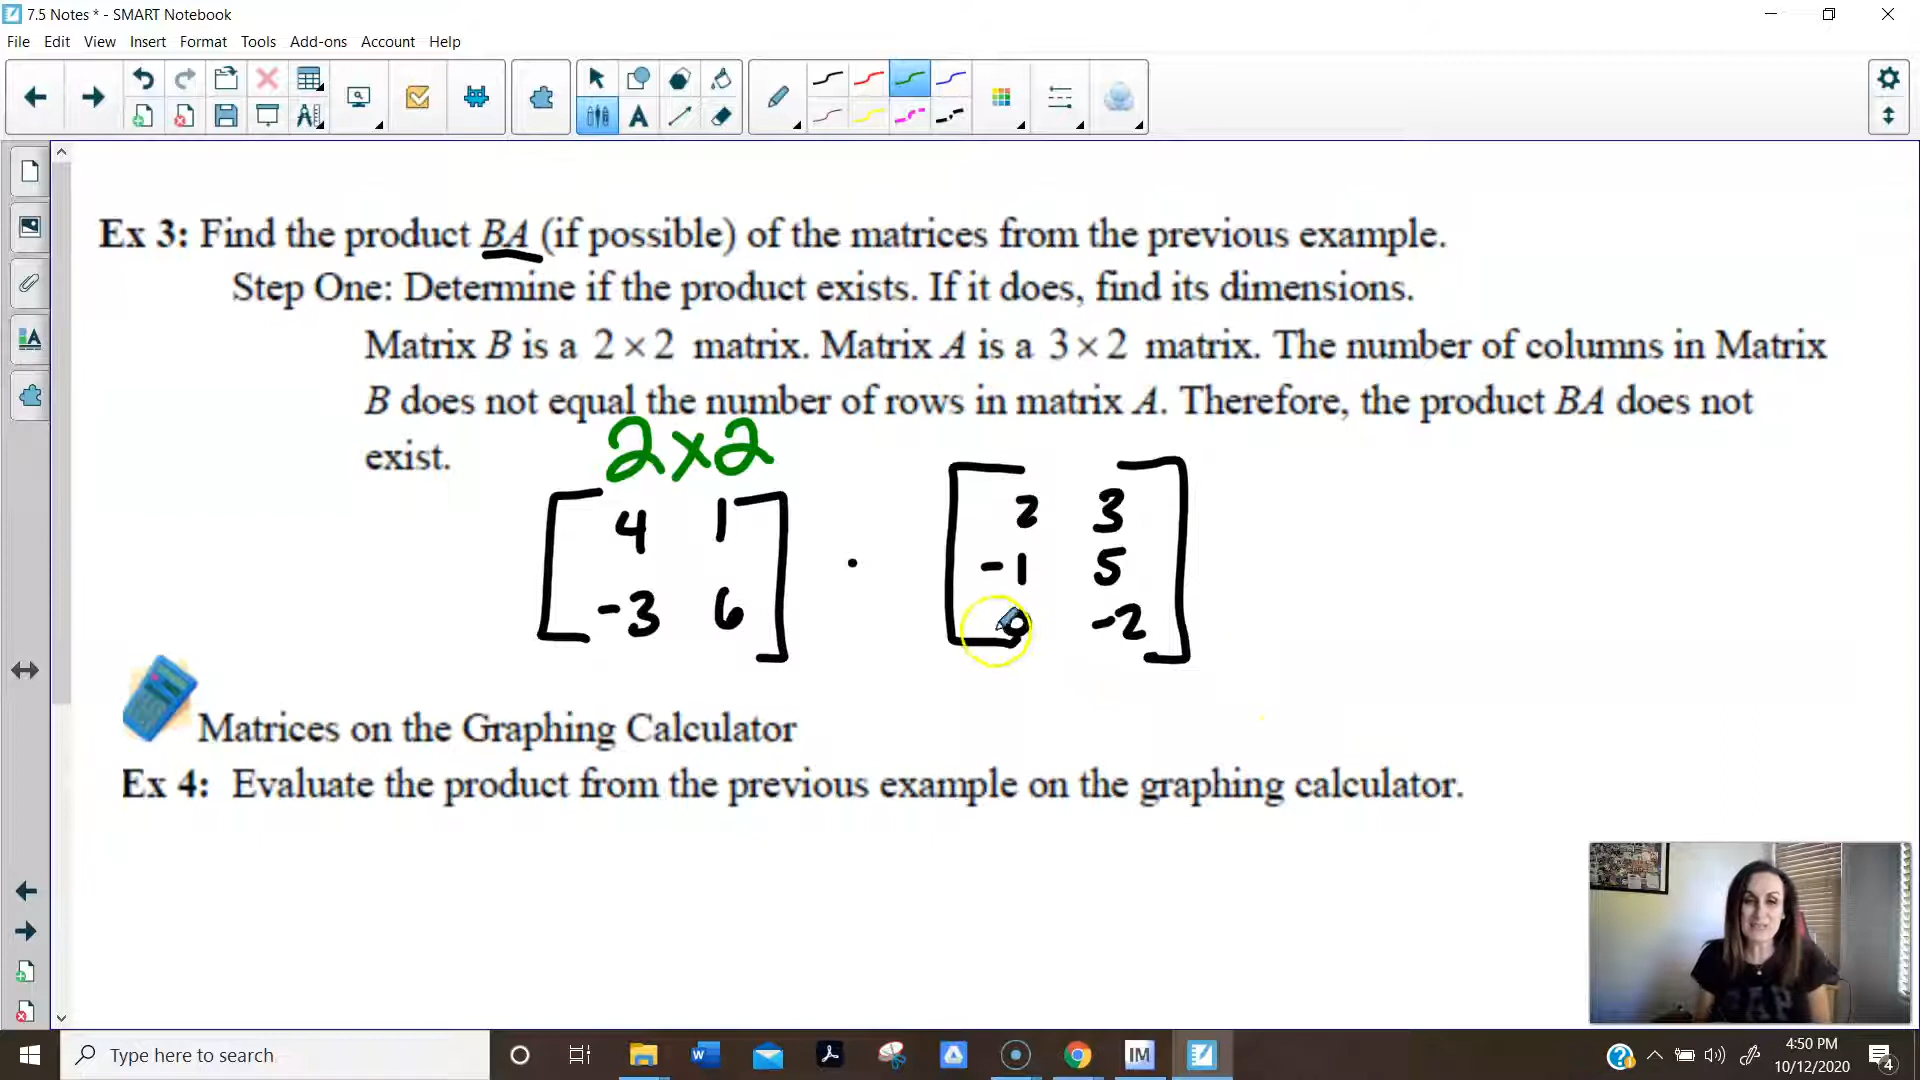 7.5 Notes * - SMART Notebook
File Edit View Insert Format Tools Add-ons Account Help
Ex 3: Find the product BA (if possible) of the matrices from the previous example.
Step One: Determine if the product exists. If it does, find its dimensions.
Matrix B is a 2 × 2 matrix. Matrix A is a 3 × 2 matrix. The number of columns in Matrix
B does not equal the number of rows in matrix A. Therefore, the product BA does not
exist.
2x2
4 1
-3 6
·
2 3
-1 5
0 -2
Matrices on the Graphing Calculator
Ex 4: Evaluate the product from the previous example on the graphing calculator.
Type here to search
IM
4:50 PM
10/12/2020
4